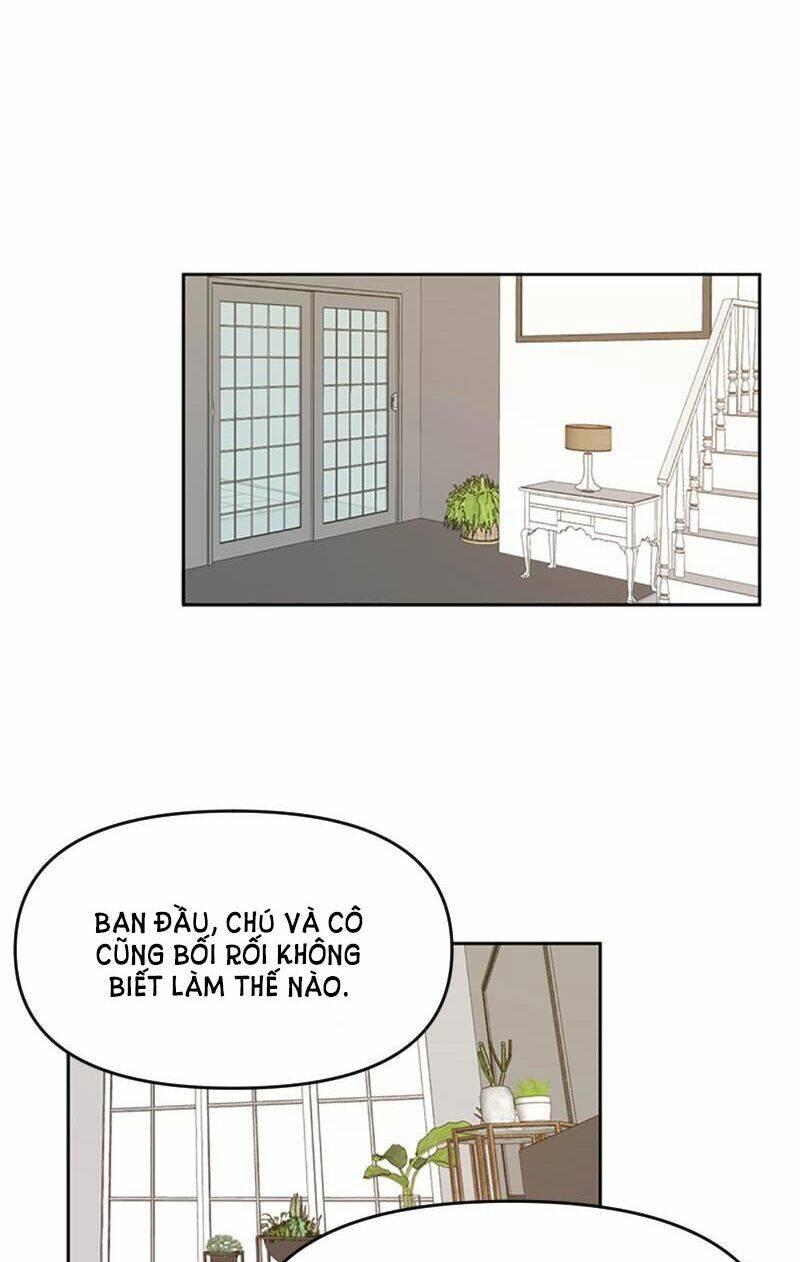 BAN ĐẦU, CHÚ VÀ CÔ
CŨNG BỐI RỐI KHÔNG
BIẾT LÀM THẾ NÀO.